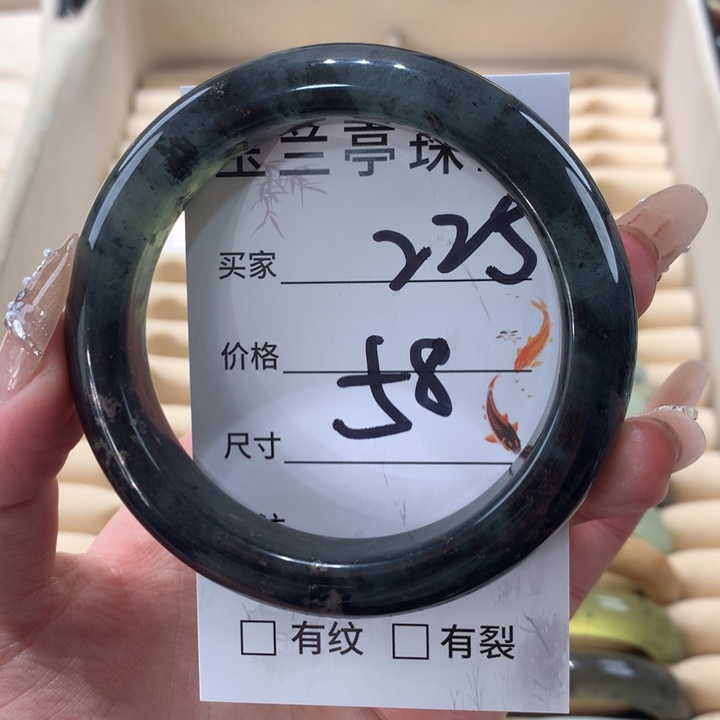 玉兰亭珠
买家 225
价格 58
尺寸
□ 有纹 □ 有裂